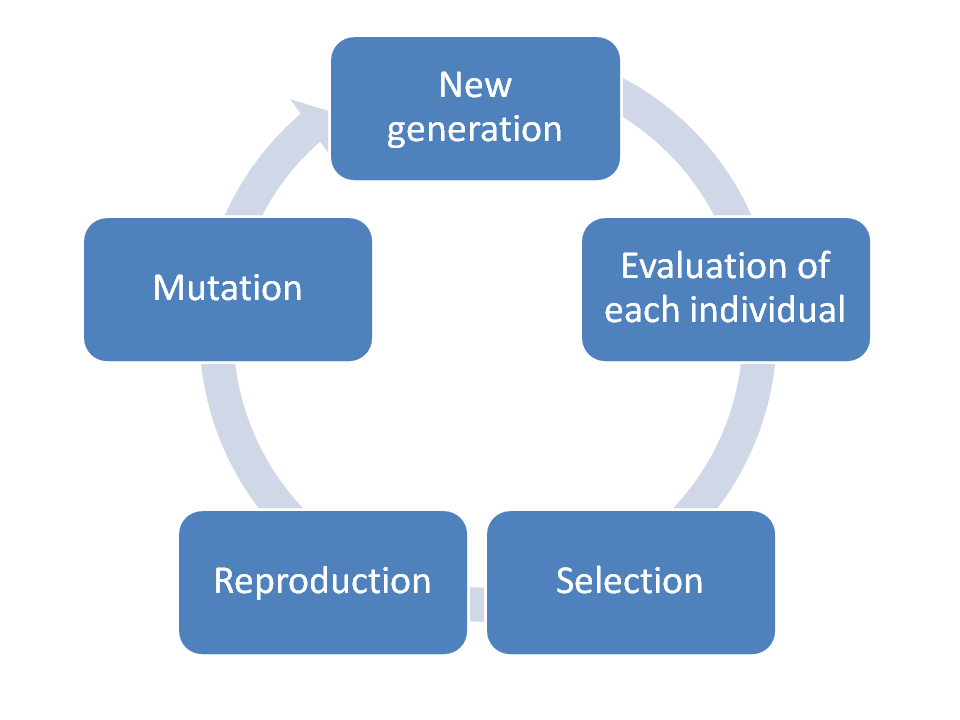 New
generation
Evaluation of
each individual
Selection
Reproduction
Mutation